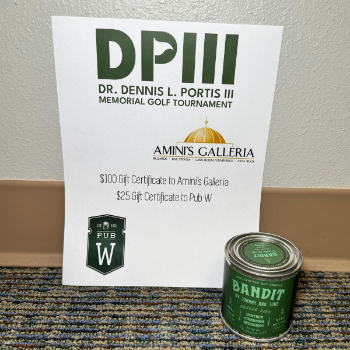 DPIII
DR. DENNIS L. PORTIS III
MEMORIAL GOLF TOURNAMENT
AMINI'S GALLERIA
$100 Gift Certificate to Amini's Galleria
$25 Gift Certificate to Pub W
PUB
W
BANDIT